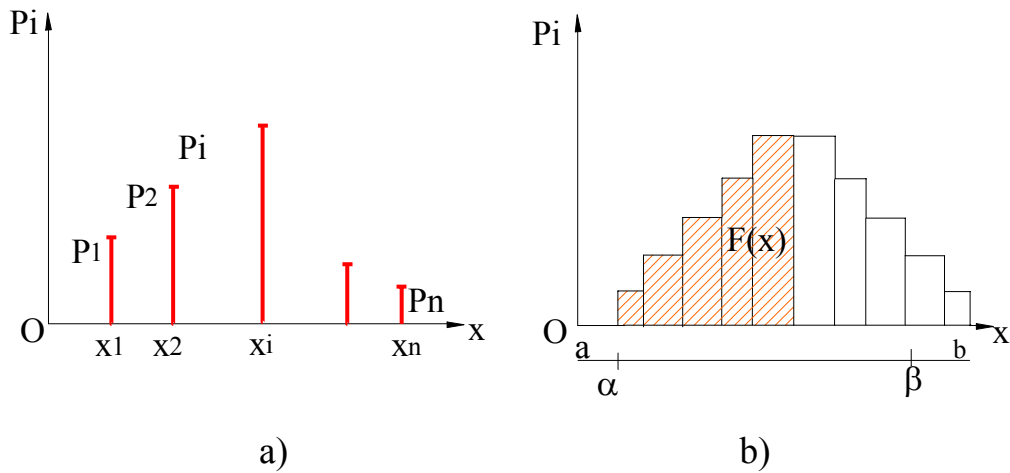 Pi
Pi
P2
P1
Pn
O
x1 x2 xi xn x
a)
Pi
F(x)
O
x
a b
α β
b)